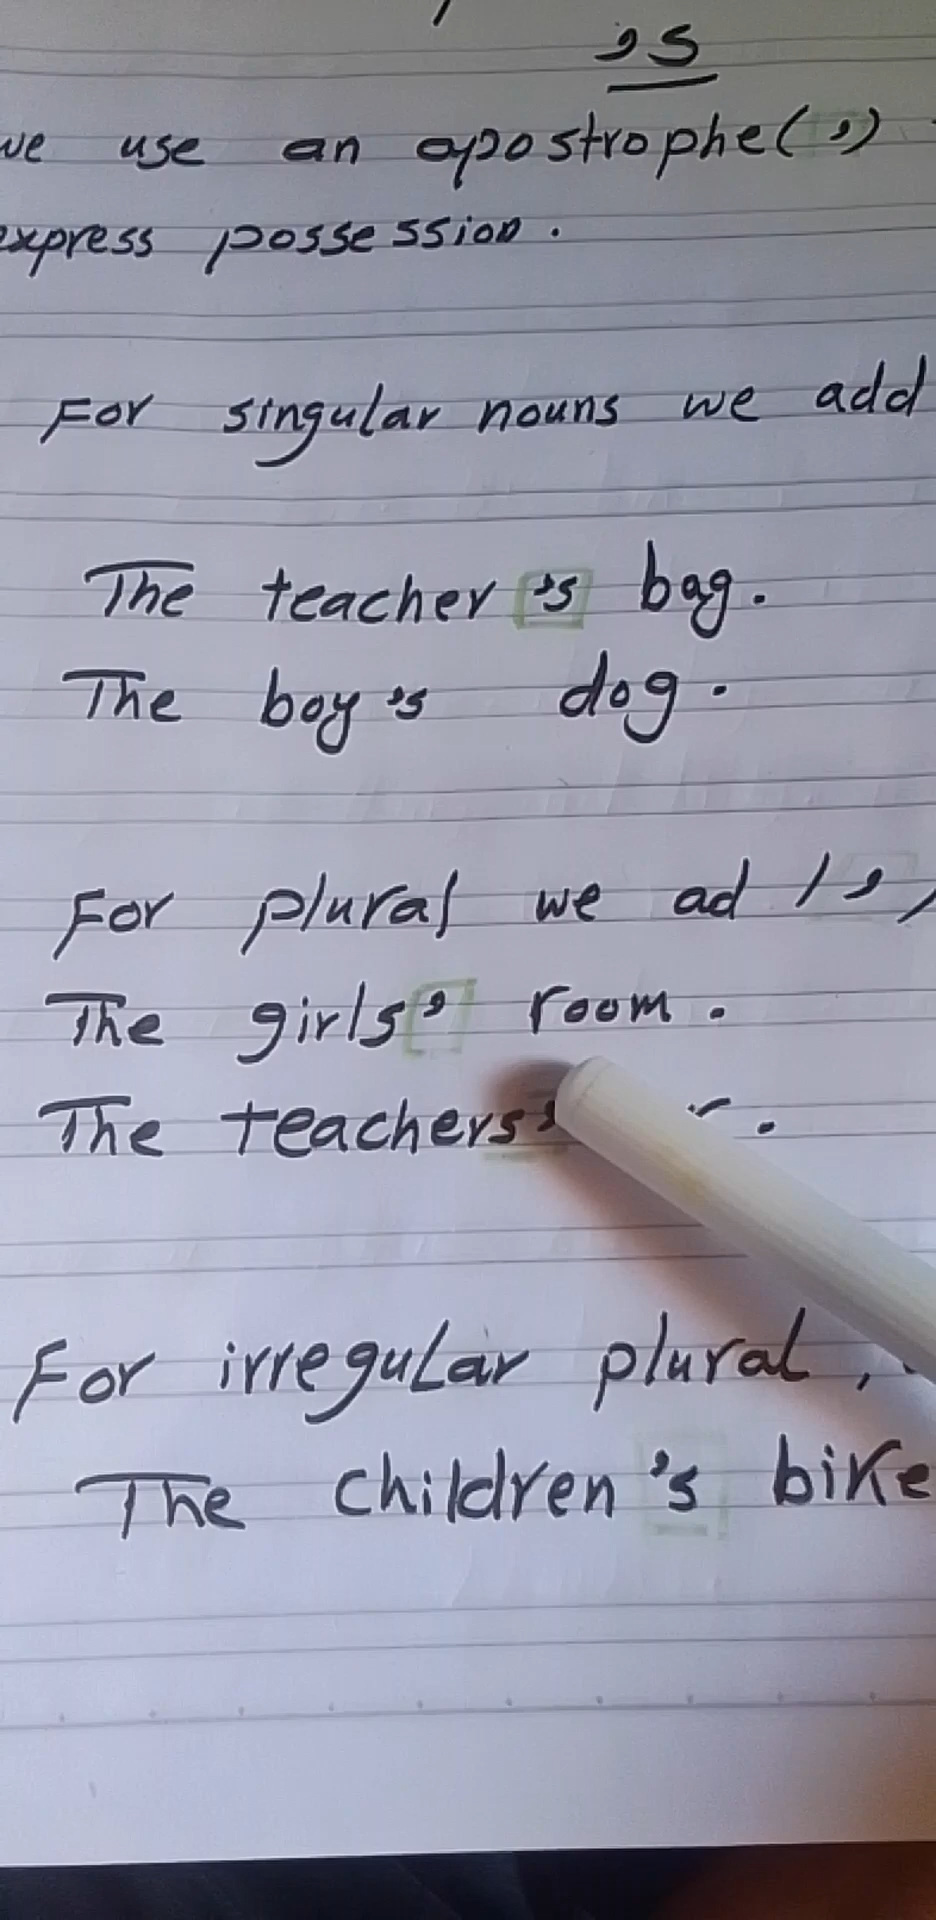 's
we use an apostrophe(,)
express possession.
For singular nouns we add
The teacher's bag.
The boy's dog.
For plural we ad / , /
The girls' room.
The teachers' .
For irregular plural,
The children's bike